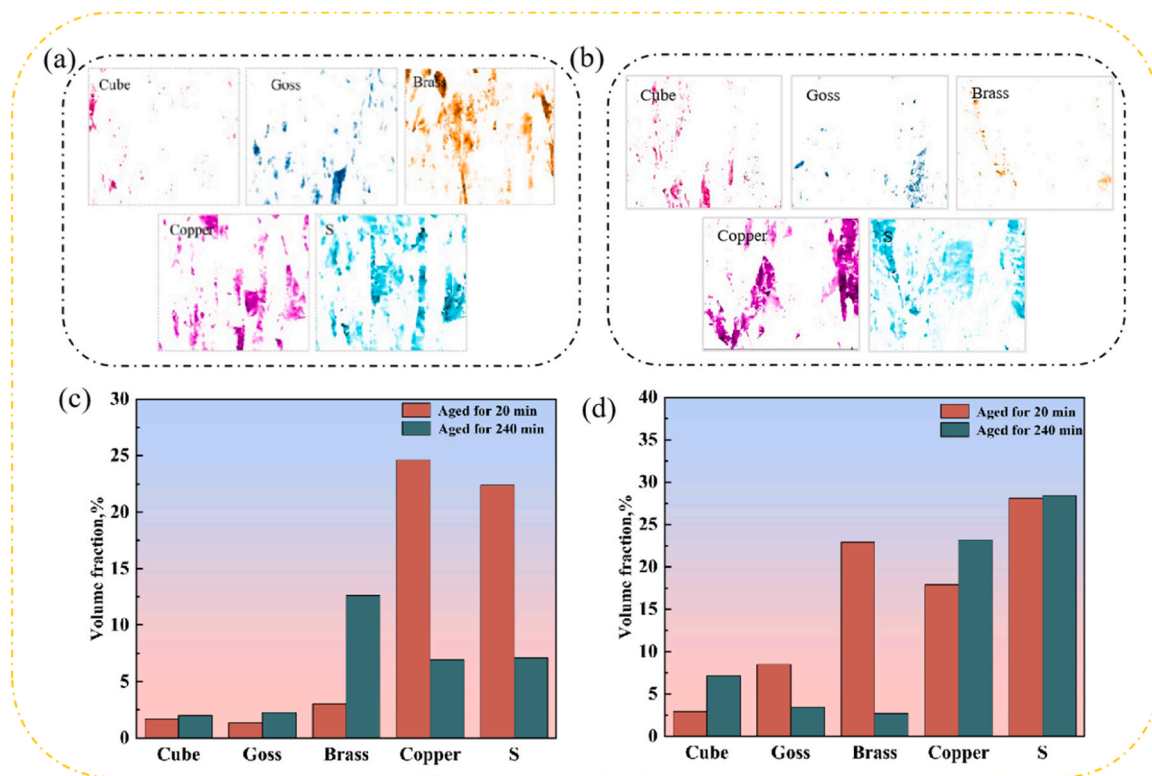 (a)
Cube
Goss
Brass
Copper
S
(b)
Cube
Goss
Brass
Copper
S
(c)
Aged for 20 min
Aged for 240 min
Volume fraction,%
30
25
20
15
10
5
0
Cube Goss Brass Copper S
(d)
Aged for 20 min
Aged for 240 min
Volume fraction,%
40
35
30
25
20
15
10
5
0
Cube Goss Brass Copper S